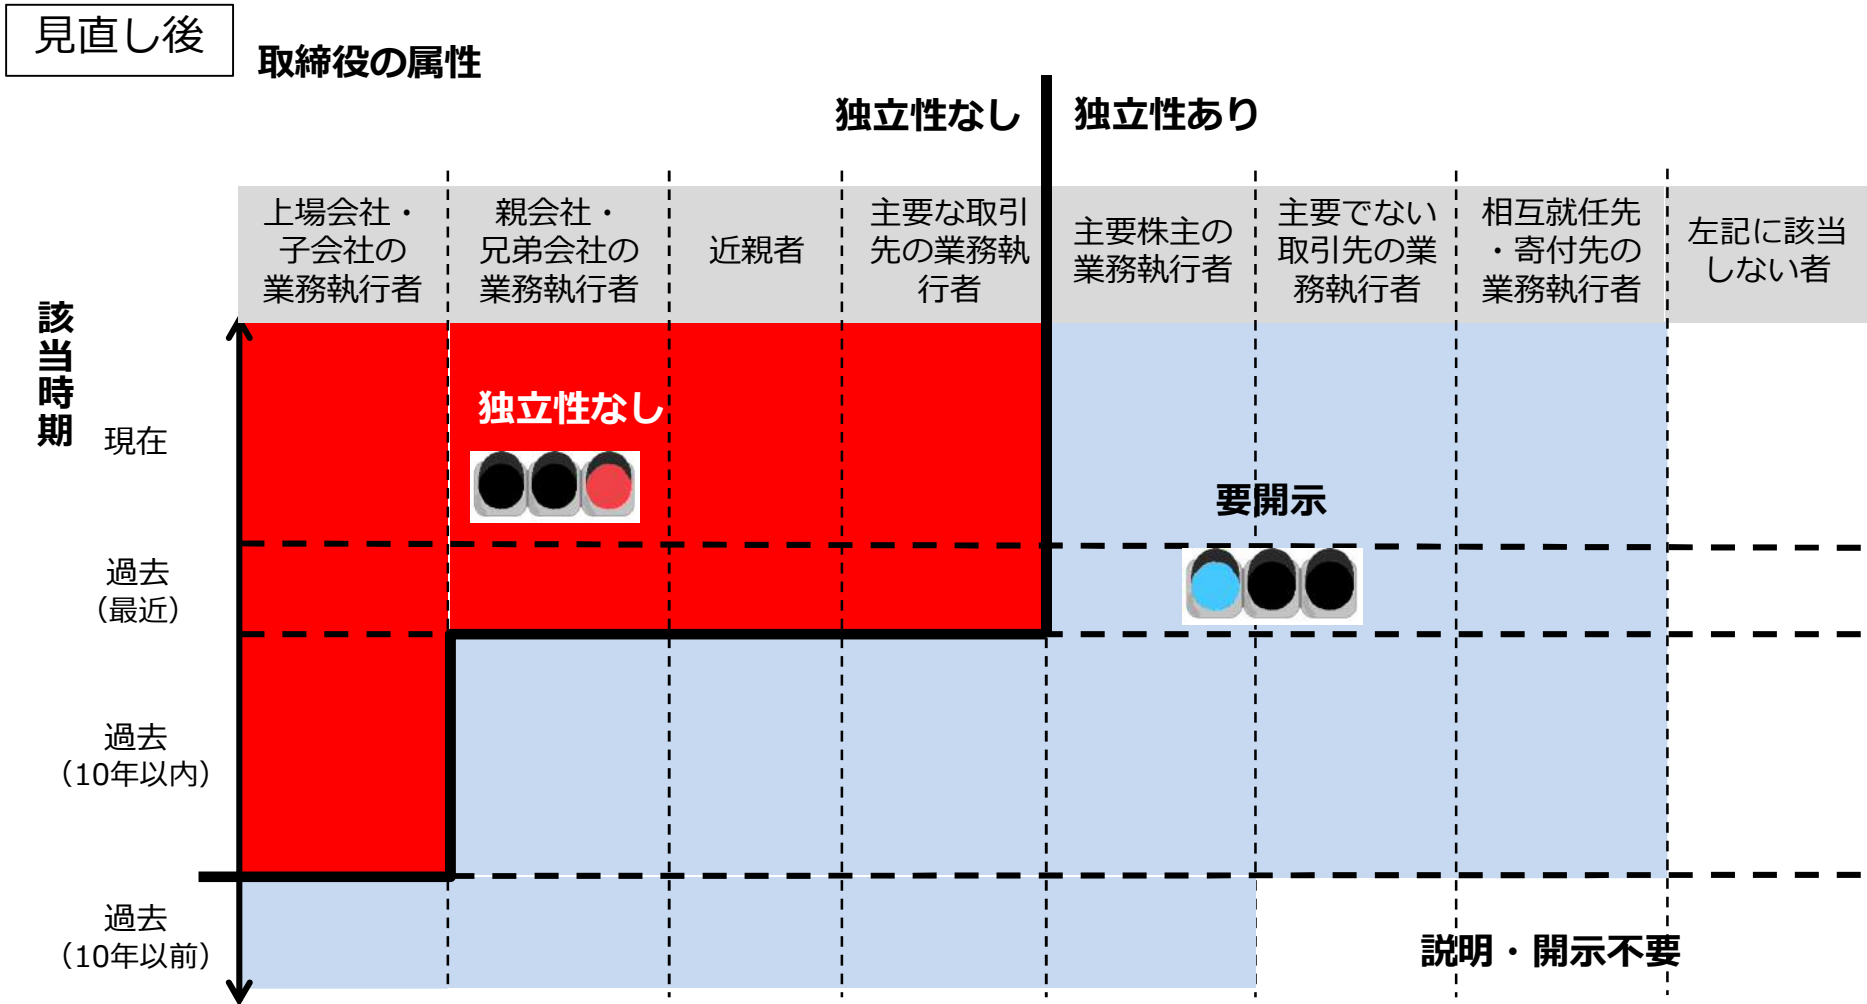 見直し後
取締役の属性
独立性なし
独立性あり
上場会社・
子会社の
業務執行者
親会社・
兄弟会社の
業務執行者
近親者
主要な取引
先の業務執
行者
主要株主の
業務執行者
主要でない
取引先の業
務執行者
相互就任先
・寄付先の
業務執行者
左記に該当
しない者
該当時期
現在
独立性なし
要開示
過去
（最近）
過去
（10年以内）
過去
（10年以前）
説明・開示不要